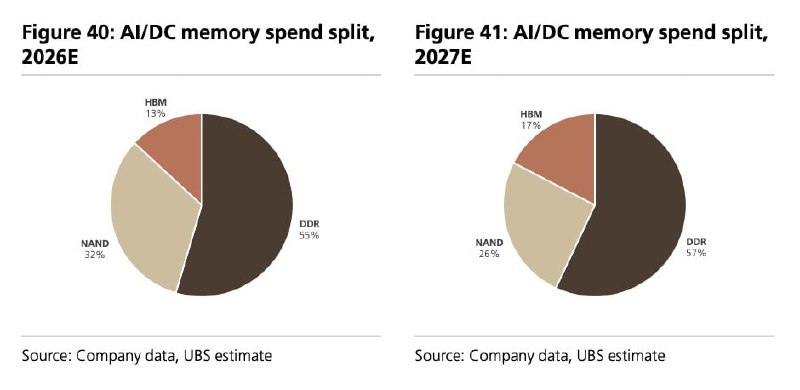 Figure 40: AI/DC memory spend split,
2026E
HBM
13%
NAND
32%
DDR
55%
Source: Company data, UBS estimate
Figure 41: AI/DC memory spend split,
2027E
HBM
17%
NAND
26%
DDR
57%
Source: Company data, UBS estimate